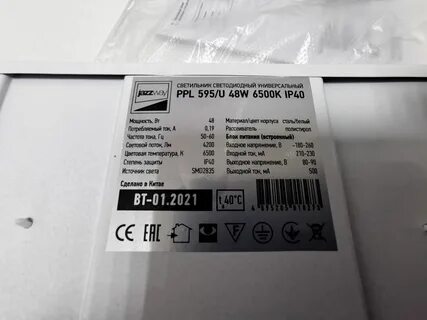 jazzway
СВЕТИЛЬНИК СВЕТОДИОДНЫЙ УНИВЕРСАЛЬНЫЙ
PPL 595/U 48W 6500K IP40
Мощность, Вт 48
Потребляемый ток, А 0,19
Частота тока, Гц 50-60
Световой поток, Лм 4200
Цветовая температура, К 6500
Степень защиты IP40
Источник света SMD2835
Материал/цвет корпуса сталь/белый
Рассеиватель полистирол
Блок питания (встроенный)
Входное напряжение, В ~180-260
Входной ток, мА 210-230
Выходное напряжение, В 80-90
Выходной ток, мА 500
Сделано в Китае
BT-01.2021
t 40°C
CE EAC